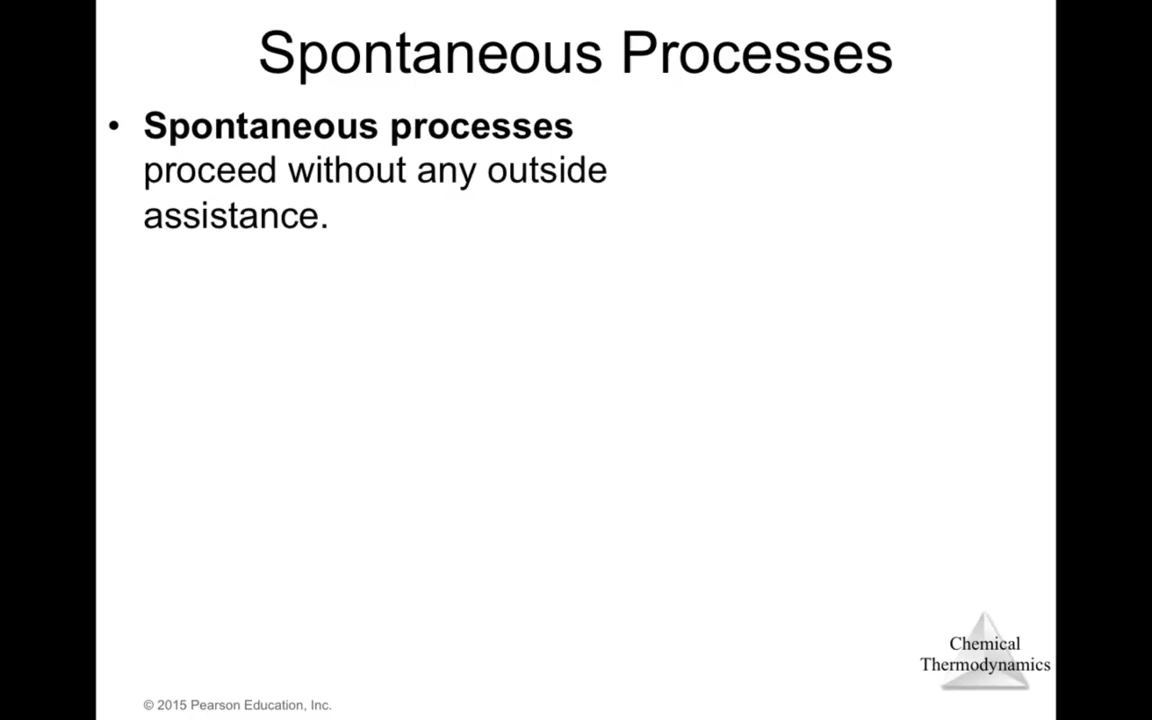 Spontaneous Processes
• Spontaneous processes
proceed without any outside
assistance.
Chemical
Thermodynamics
© 2015 Pearson Education, Inc.